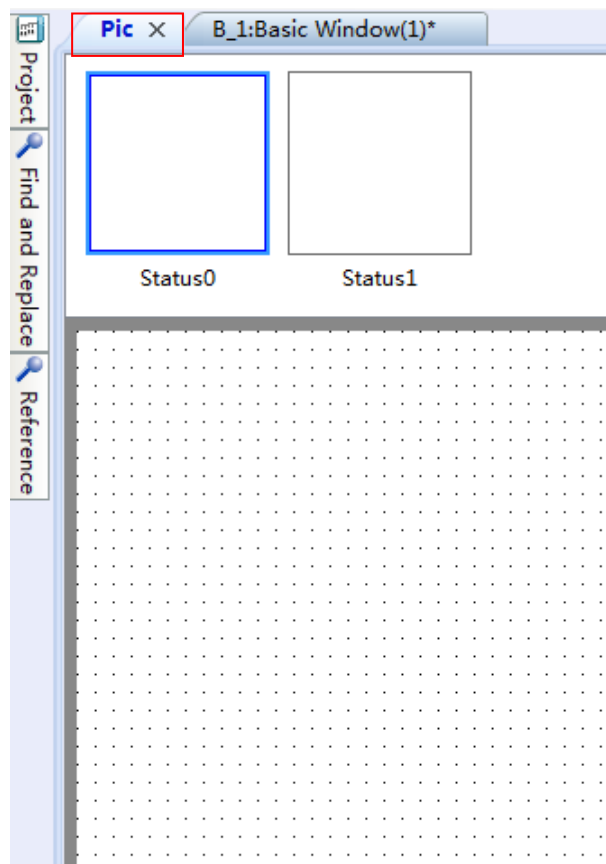 Pic ×
B_1:Basic Window(1)*
Project
Find and Replace
Reference
Status0
Status1